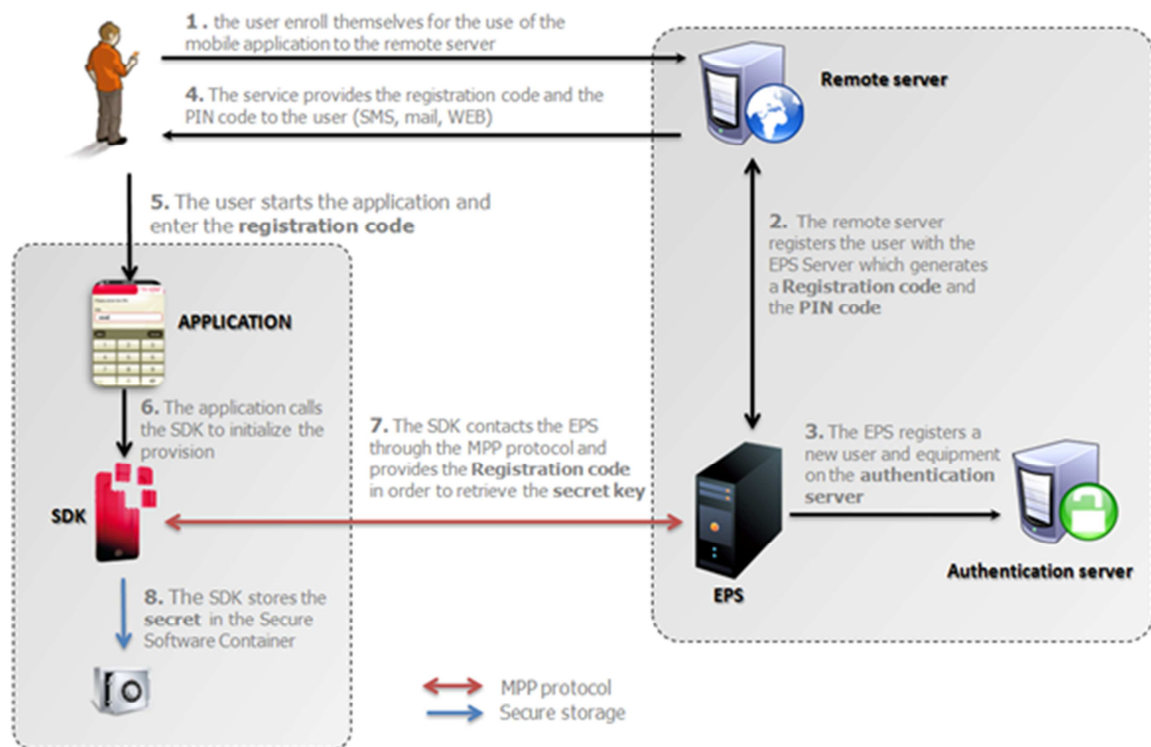 1. the user enroll themselves for the use of the
mobile application to the remote server
Remote server
4. The service provides the registration code and the
PIN code to the user (SMS, mail, WEB)
5. The user starts the application and
enter the registration code
2. The remote server
registers the user with the
EPS Server which generates
a Registration code and
the PIN code
APPLICATION
6. The application calls
the SDK to initialize the
provision
7. The SDK contacts the EPS
through the MPP protocol and
provides the Registration code
in order to retrieve the secret key
3. The EPS registers a
new user and equipment
on the authentication
server
SDK
EPS
Authentication server
8. The SDK stores the
secret in the Secure
Software Container
MPP protocol
Secure storage